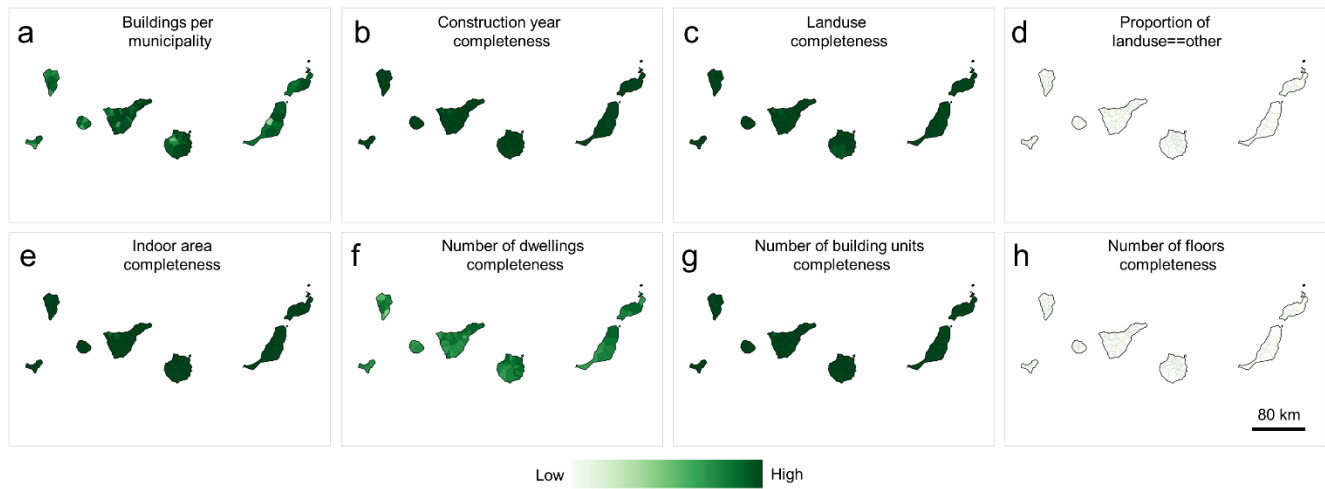 a
Buildings per
municipality
b
Construction year
completeness
c
Landuse
completeness
d
Proportion of
landuse==other
e
Indoor area
completeness
f
Number of dwellings
completeness
g
Number of building units
completeness
h
Number of floors
completeness
80 km
Low
High